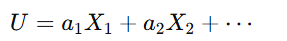 U = a₁X₁ + a₂X₂ + ⋯